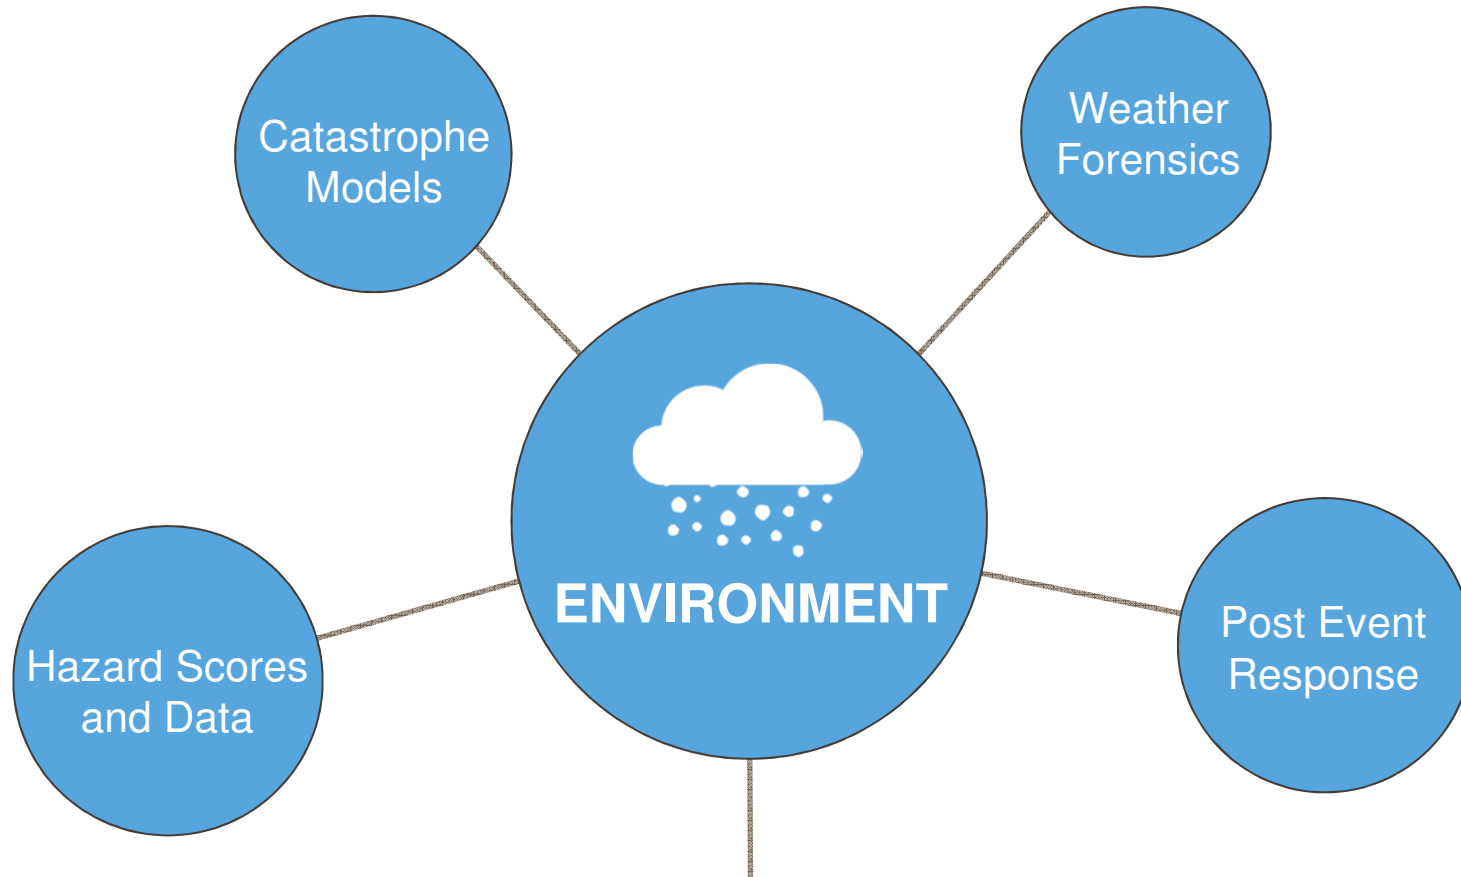 Catastrophe
Models
Weather
Forensics
ENVIRONMENT
Hazard Scores
and Data
Post Event
Response